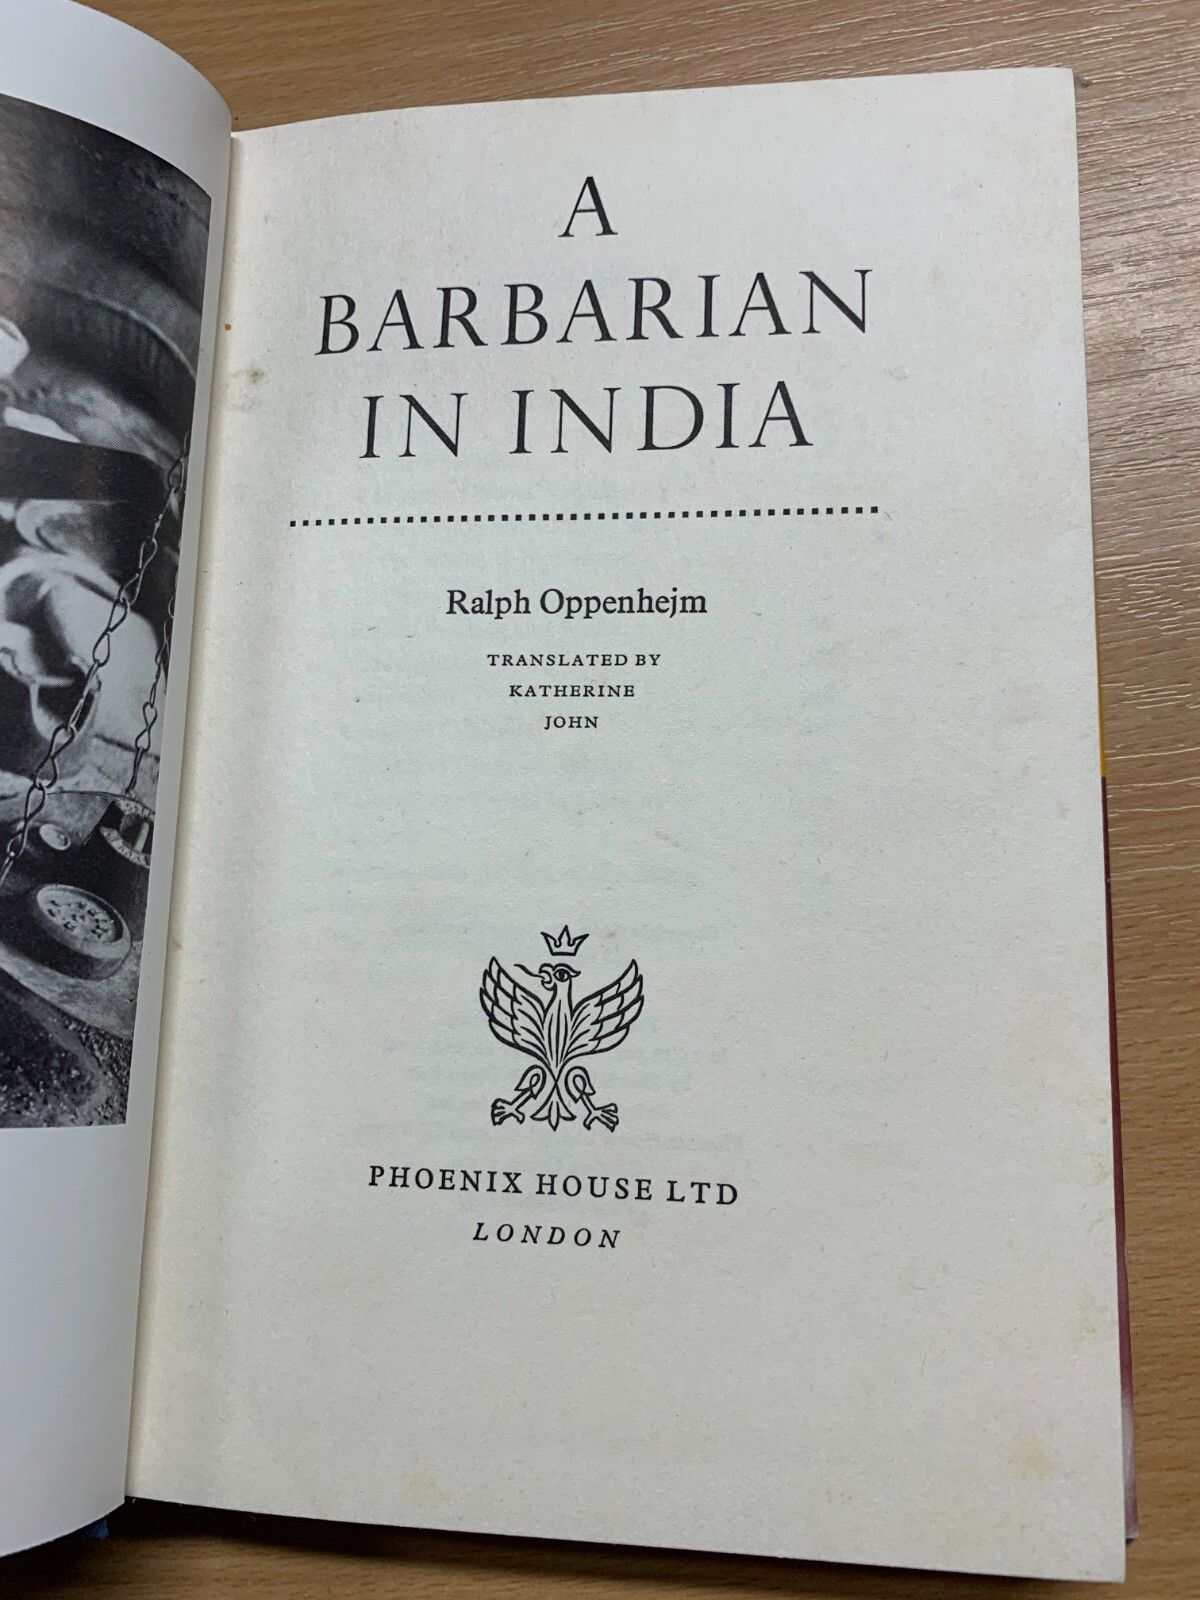 A
BARBARIAN
IN INDIA
Ralph Oppenhejm
TRANSLATED BY
KATHERINE
JOHN
PHOENIX HOUSE LTD
LONDON